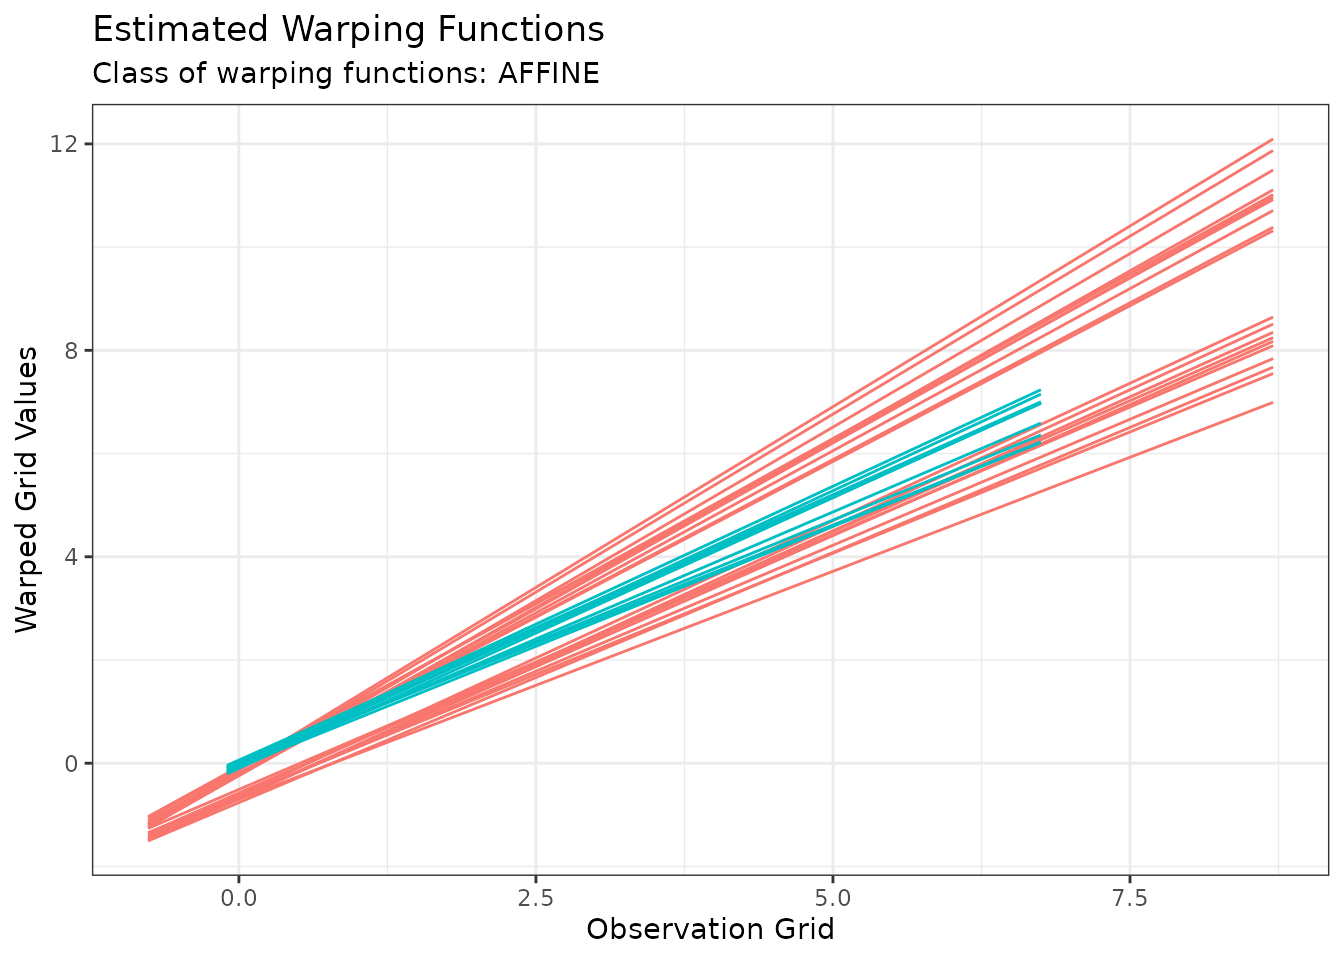 Estimated Warping Functions
Class of warping functions: AFFINE
12
8
4
0
Warped Grid Values
0.0 2.5 5.0 7.5
Observation Grid